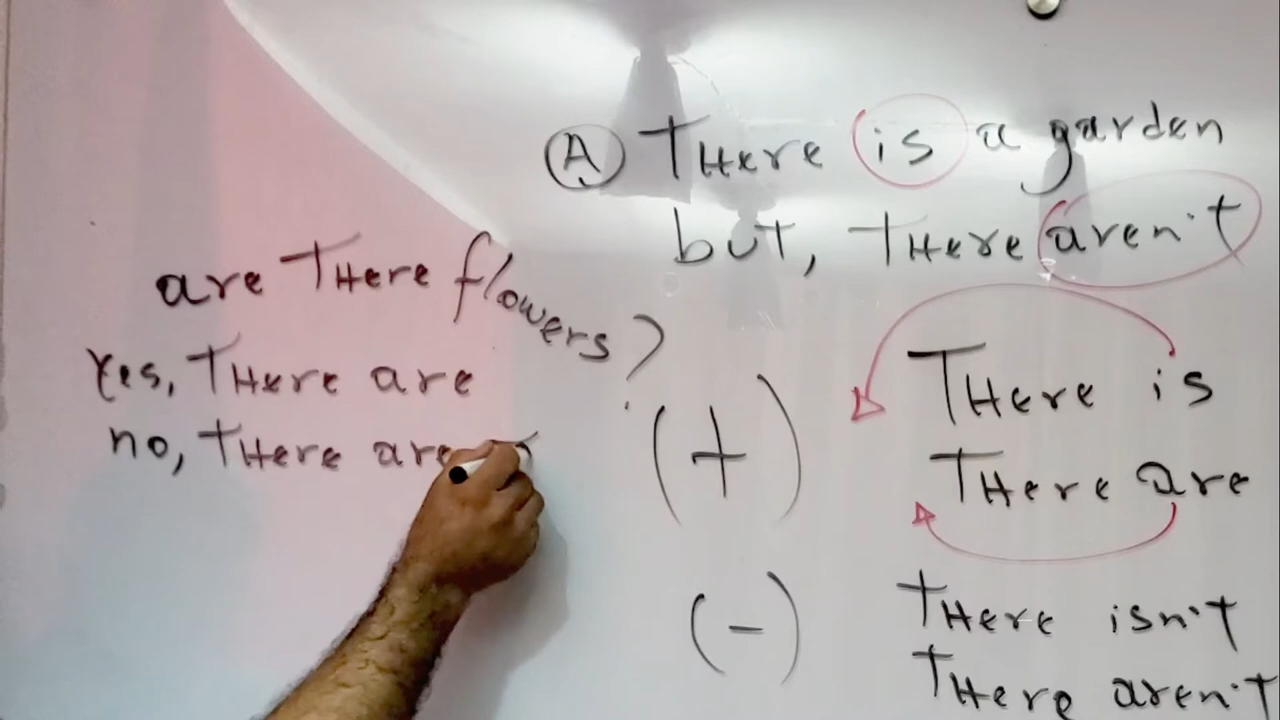 are THere flowers?
Yes, THere are
no, THere aren't
(A) THere is a garden
but, THere aren't
(+) THere is
THere are
(-) THere isn't
THere aren't